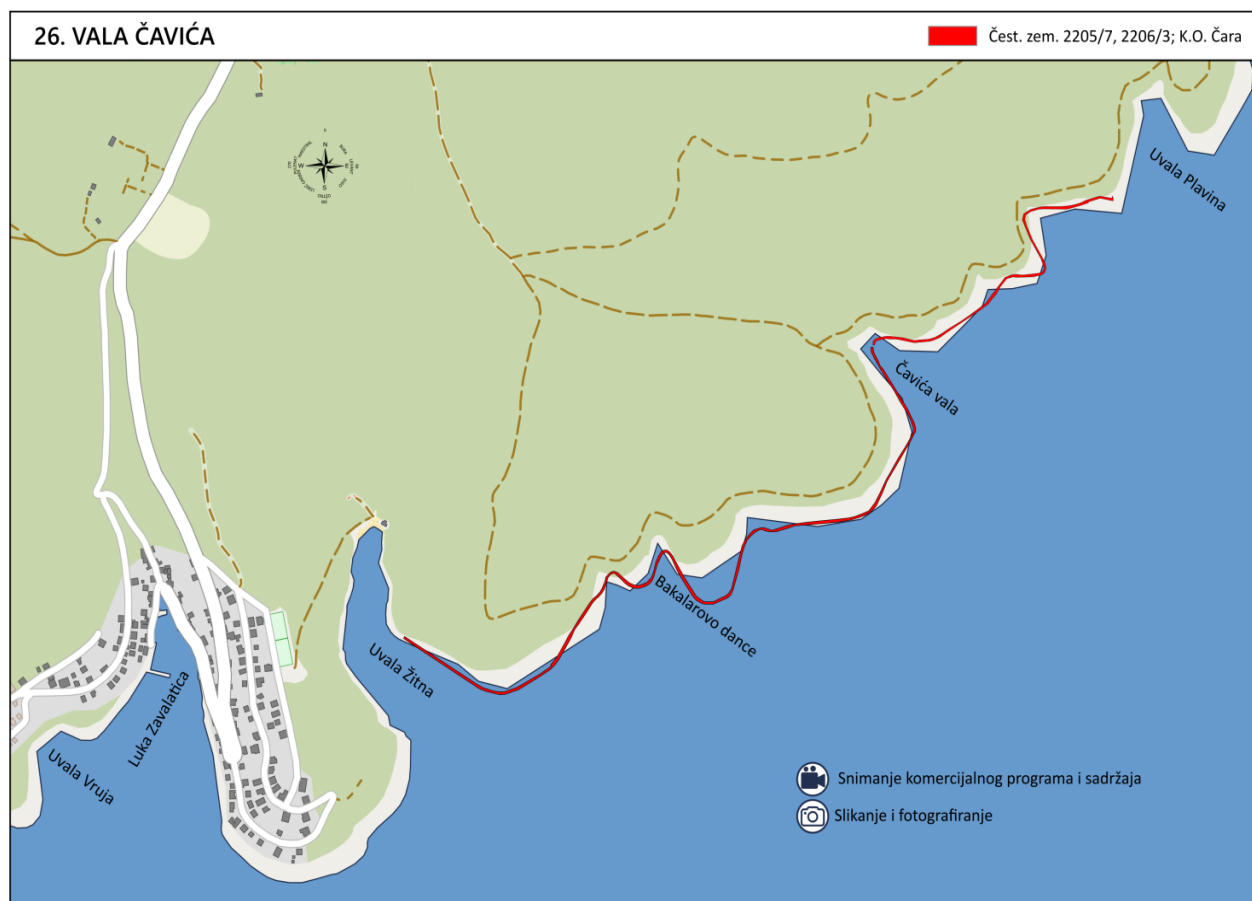 26. VALA ČAVIĆA
Čest. zem. 2205/7, 2206/3; K.O. Čara
N
W
E
S
Uvala Plavina
Čavića vala
Bakalarovo dance
Uvala Žitna
Luka Zavalatica
Uvala Vruja
Snimanje komercijalnog programa i sadržaja
Slikanje i fotografiranje